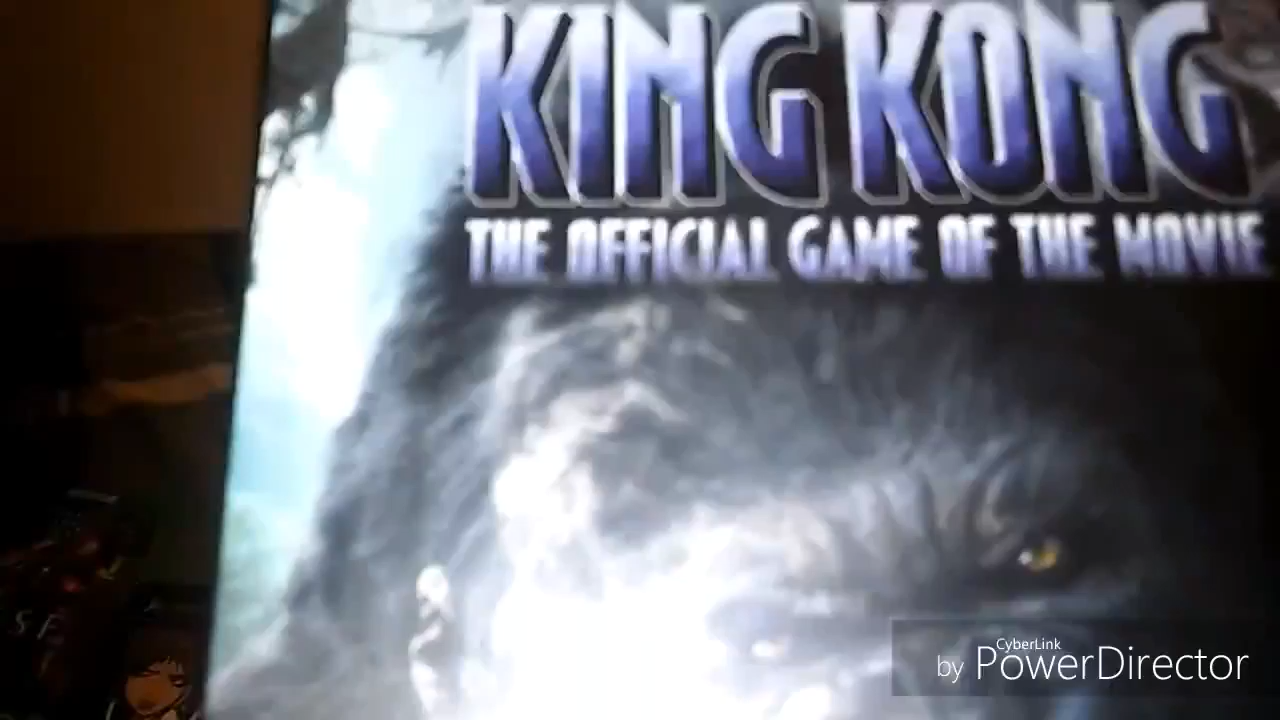 KING KONG
THE OFFICIAL GAME OF THE MOVIE
CyberLink
by PowerDirector